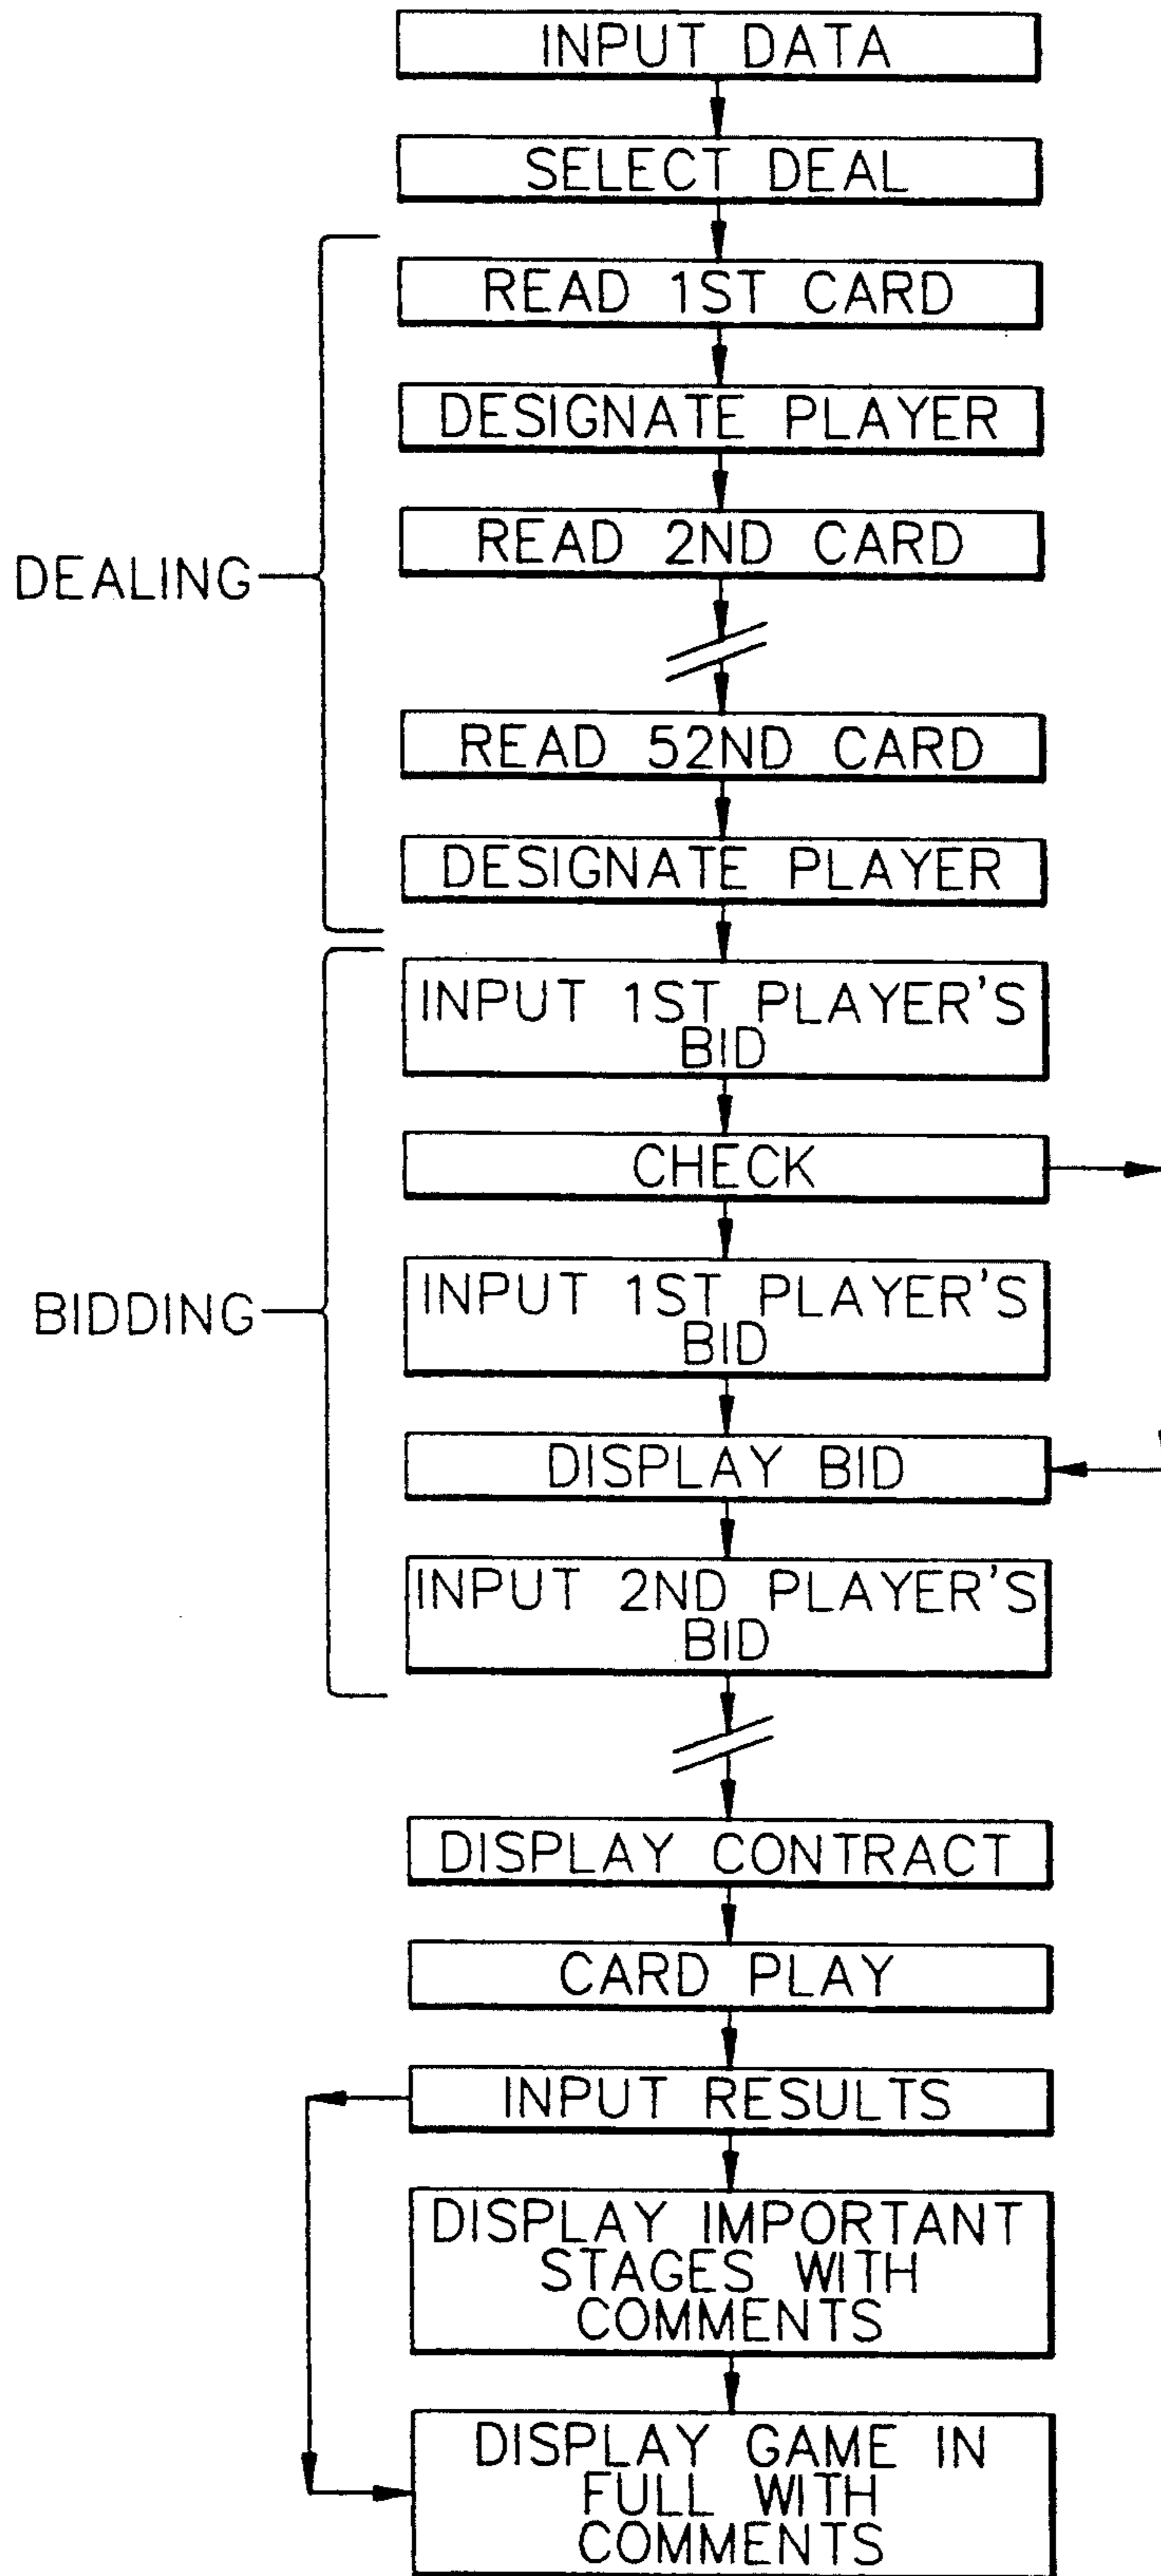 INPUT DATA
SELECT DEAL
READ 1ST CARD
DESIGNATE PLAYER
READ 2ND CARD
DEALING
READ 52ND CARD
DESIGNATE PLAYER
INPUT 1ST PLAYER'S
BID
CHECK
INPUT 1ST PLAYER'S
BID
BIDDING
DISPLAY BID
INPUT 2ND PLAYER'S
BID
DISPLAY CONTRACT
CARD PLAY
INPUT RESULTS
DISPLAY IMPORTANT
STAGES WITH
COMMENTS
DISPLAY GAME IN
FULL WITH
COMMENTS